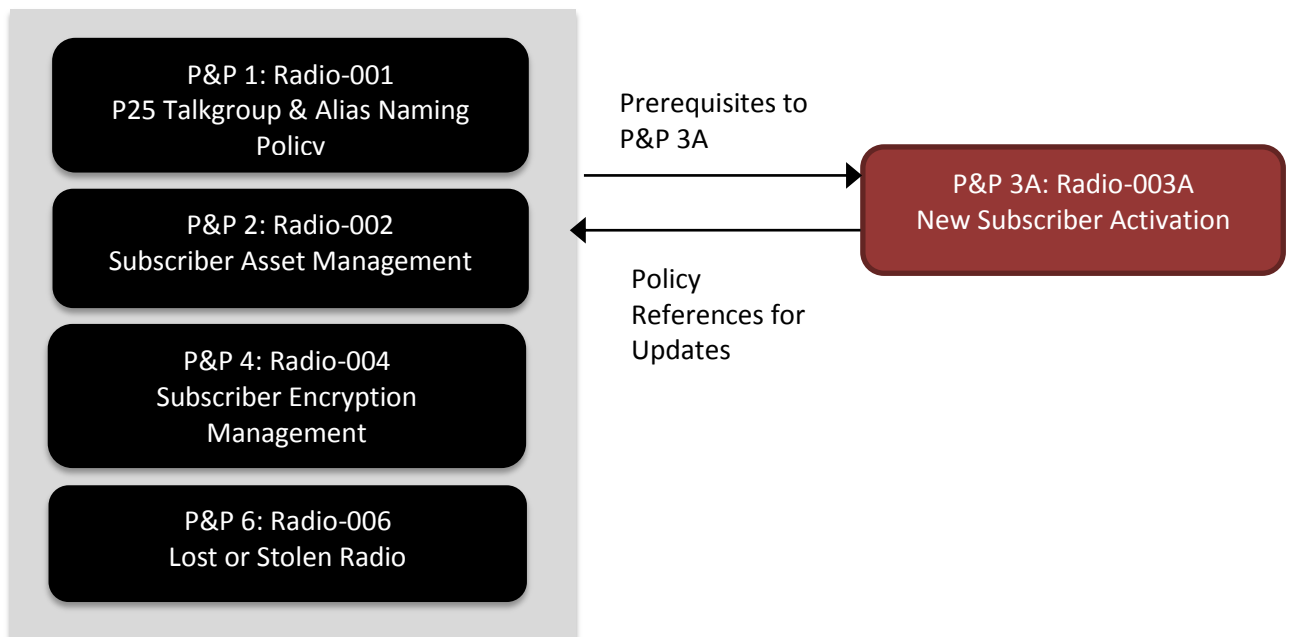 P&P 1: Radio-001
P25 Talkgroup & Alias Naming
Policy
P&P 2: Radio-002
Subscriber Asset Management
P&P 4: Radio-004
Subscriber Encryption
Management
P&P 6: Radio-006
Lost or Stolen Radio
Prerequisites to
P&P 3A
Policy
References for
Updates
P&P 3A: Radio-003A
New Subscriber Activation